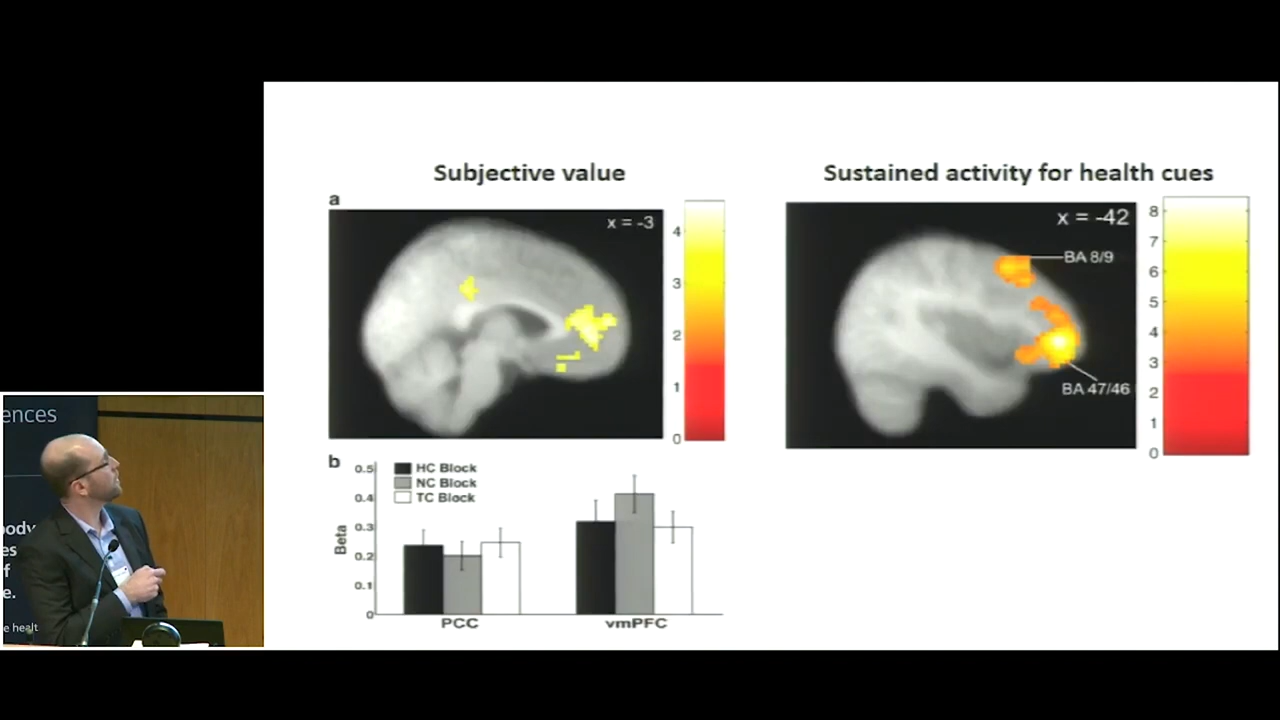 Subjective value
a
x = -3
4
3
2
1
0
Sustained activity for health cues
x = -42
BA 8/9
BA 47/46
8
7
6
5
4
3
2
1
0
b
0.5
0.4
0.3
0.2
0.1
0
Beta
HC Block
NC Block
TC Block
PCC
vmPFC
ences
body
es
f
e.
e healt